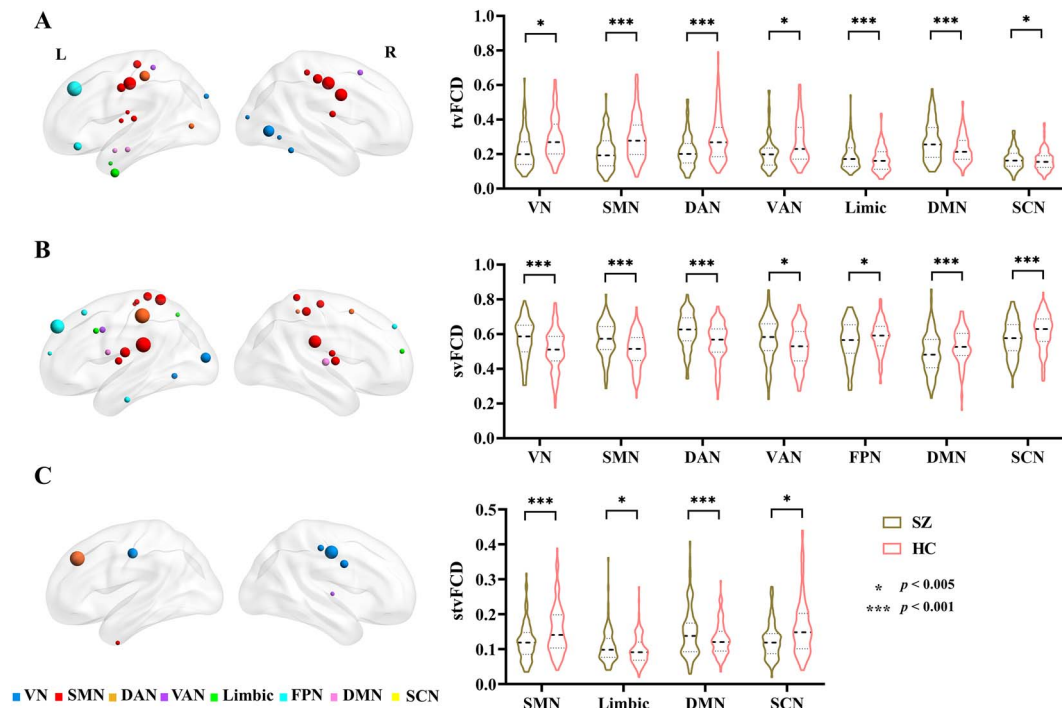 A
L
R
* *** *** * *** *** *
tvFCD
1.0
0.8
0.6
0.4
0.2
0.0
VN SMN DAN VAN Limic DMN SCN
B
*** *** *** * * *** ***
svFCD
1.0
0.8
0.6
0.4
0.2
0.0
VN SMN DAN VAN FPN DMN SCN
C
*** * *** *
stvFCD
0.5
0.4
0.3
0.2
0.1
0.0
SMN Limbic DMN SCN
SZ
HC
* p < 0.005
*** p < 0.001
VN SMN DAN VAN Limbic FPN DMN SCN